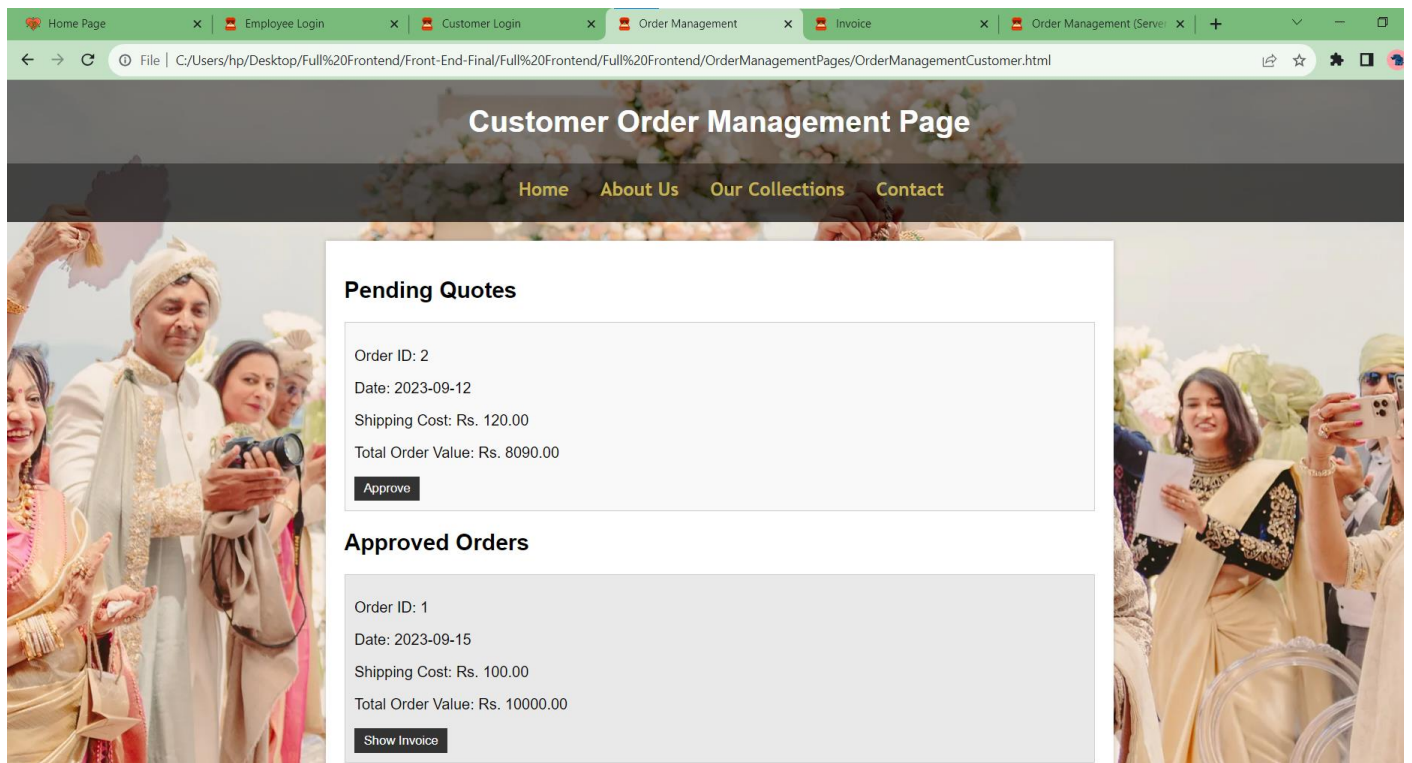 Home Page
Employee Login
Customer Login
Order Management
Invoice
Order Management (Server
File
C:/Users/hp/Desktop/Full%20Frontend/Front-End-Final/Full%20Frontend/Full%20Frontend/OrderManagementPages/OrderManagementCustomer.html
Customer Order Management Page
Home About Us Our Collections Contact
Pending Quotes
Order ID: 2
Date: 2023-09-12
Shipping Cost: Rs. 120.00
Total Order Value: Rs. 8090.00
Approve
Approved Orders
Order ID: 1
Date: 2023-09-15
Shipping Cost: Rs. 100.00
Total Order Value: Rs. 10000.00
Show Invoice